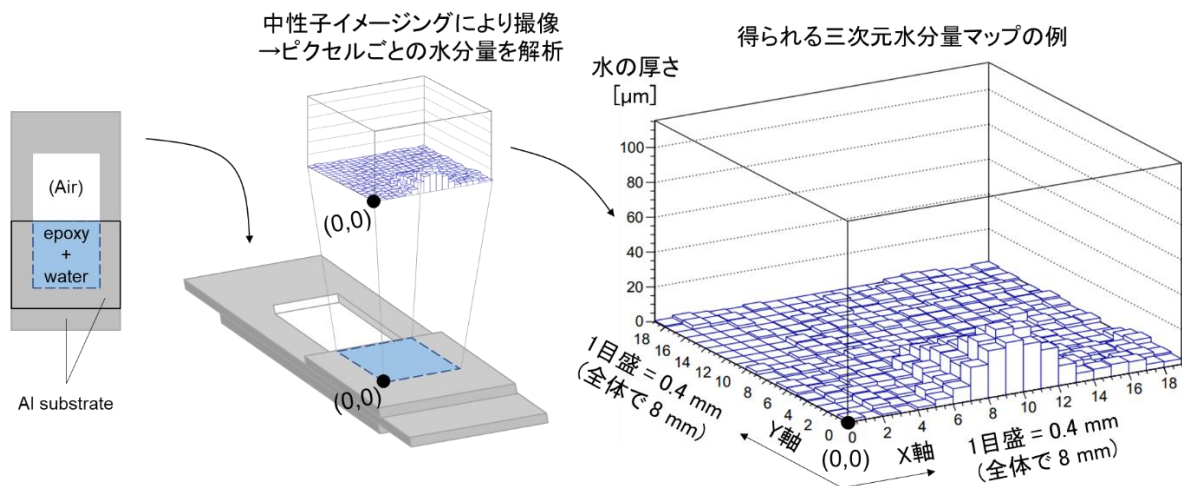 中性子イメージングにより撮像
→ピクセルごとの水分量を解析
得られる三次元水分量マップの例
(Air)
epoxy
+
water
Al substrate
(0,0)
(0,0)
水の厚さ
[μm]
100
80
60
40
20
0
18 16 14 12 10 8 6 4 2 0
1目盛 = 0.4 mm
(全体で 8 mm)
Y軸
0 2 4 6 8 10 12 14 16 18
(0,0)
X軸
1目盛 = 0.4 mm
(全体で 8 mm)